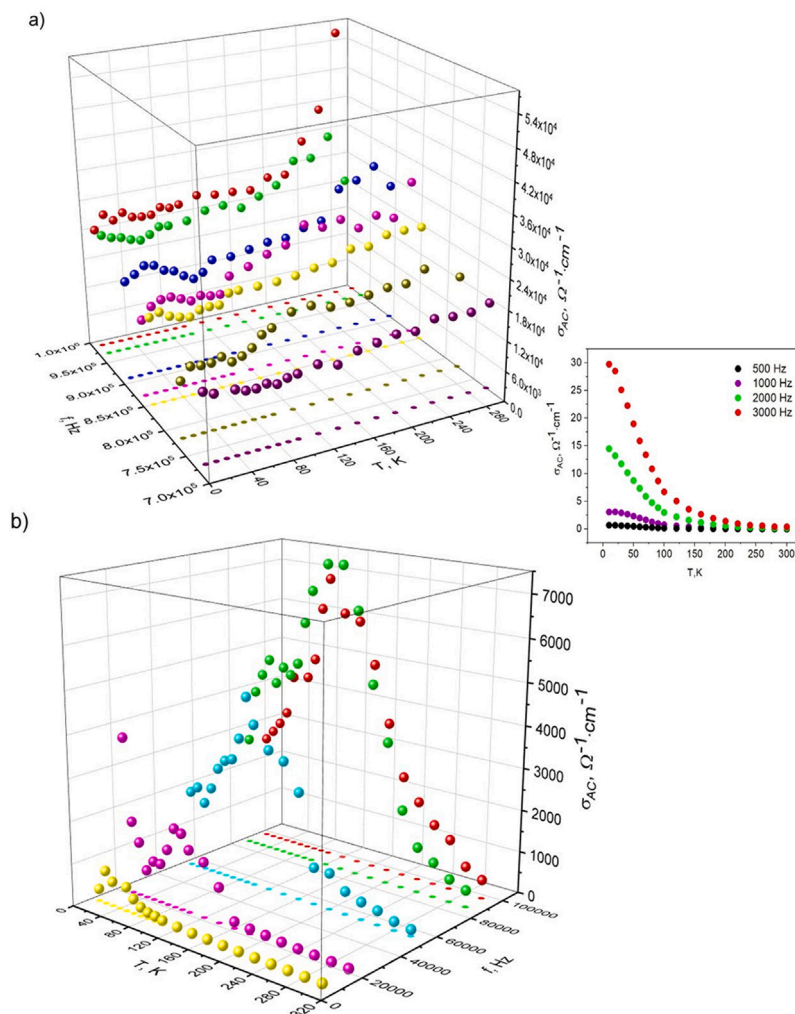 a)
5.4x10⁴
4.8x10⁴
4.2x10⁴
3.6x10⁴
3.0x10⁴
2.4x10⁴
1.8x10⁴
1.2x10⁴
6.0x10³
0.0
σAC, Ω⁻¹·cm⁻¹
1.0x10⁶
9.5x10⁵
9.0x10⁵
8.5x10⁵
8.0x10⁵
7.5x10⁵
7.0x10⁵
f, Hz
0
40
80
120
160
200
240
280
T, K
30
25
20
15
10
5
0
σAC, Ω⁻¹·cm⁻¹
500 Hz
1000 Hz
2000 Hz
3000 Hz
0 50 100 150 200 250 300
T,K
b)
7000
6000
5000
4000
3000
2000
1000
0
σAC, Ω⁻¹·cm⁻¹
0
40
80
120
160
200
240
280
320
T, K
0
20000
40000
60000
80000
100000
f, Hz